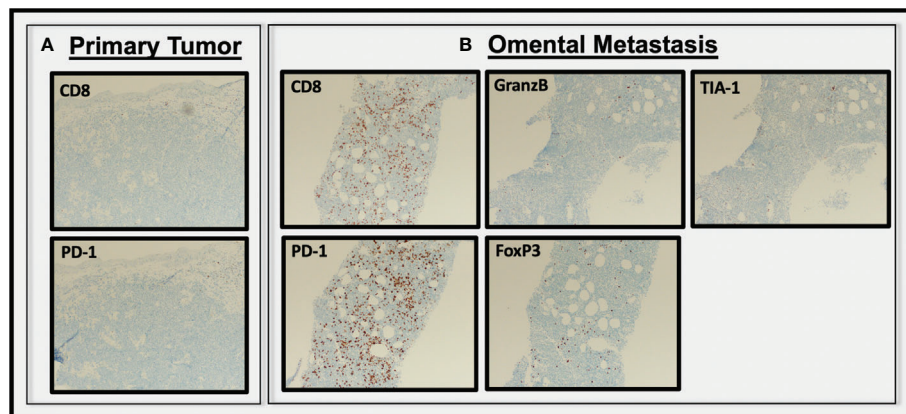 A Primary Tumor
CD8
PD-1
B Omental Metastasis
CD8
GranzB
TIA-1
PD-1
FoxP3